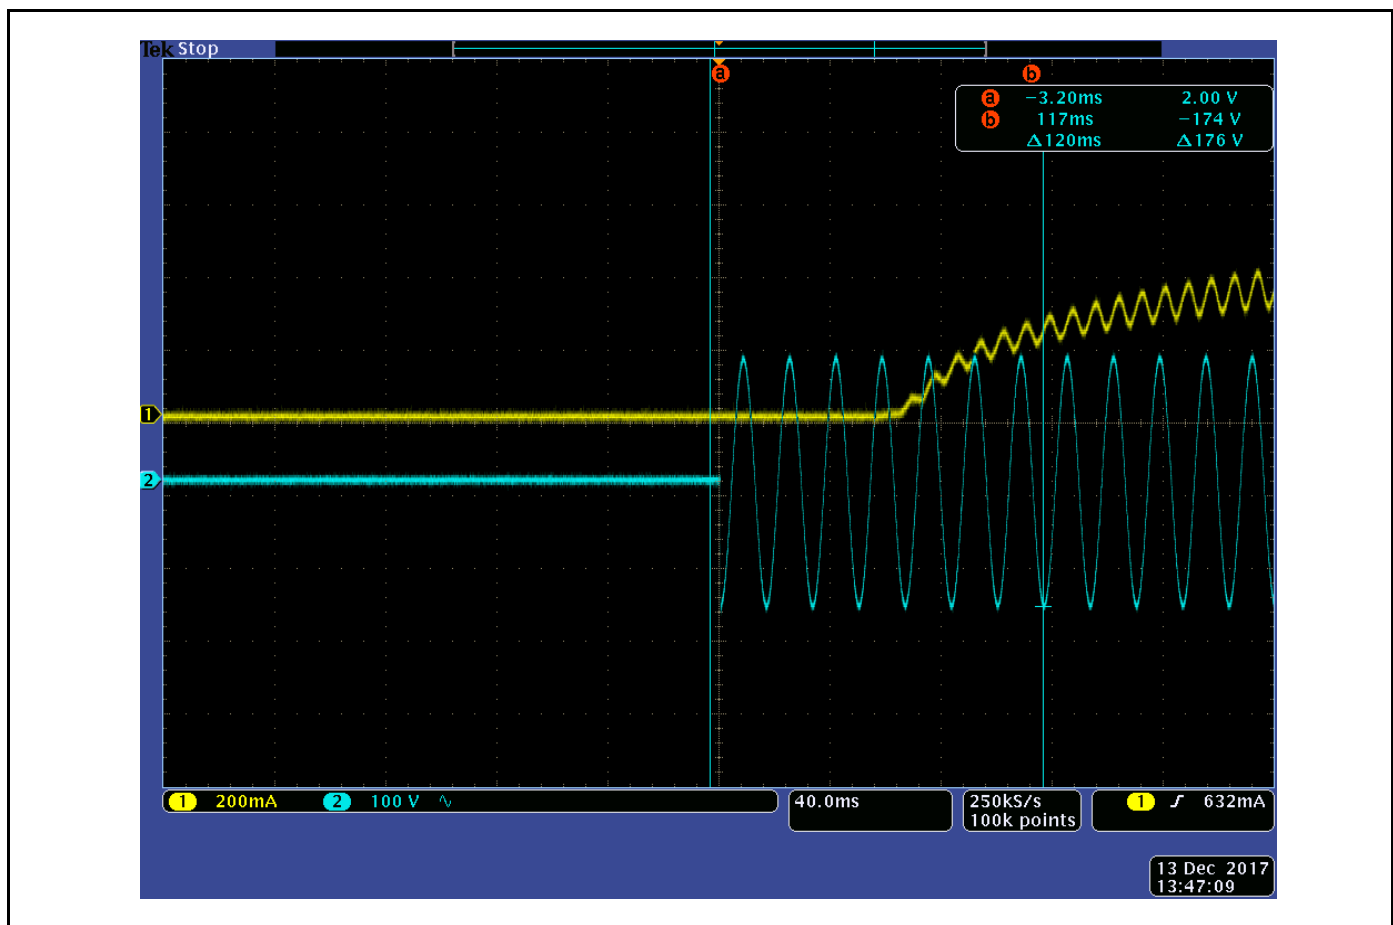 Tek Stop
a b
a −3.20ms 2.00 V
b 117ms −174 V
Δ120ms Δ176 V
1
2
1 200mA 2 100 V ∿
40.0ms
250kS/s
100k points
1 ʃ 632mA
13 Dec 2017
13:47:09